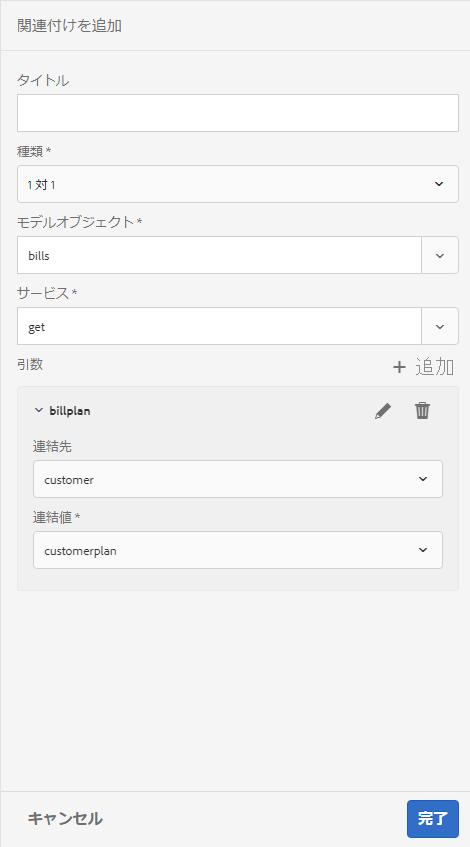 関連付けを追加
タイトル
種類 *
1 対 1
モデルオブジェクト *
bills
サービス *
get
引数
+ 追加
billplan
連結先
customer
連結値 *
customerplan
キャンセル
完了